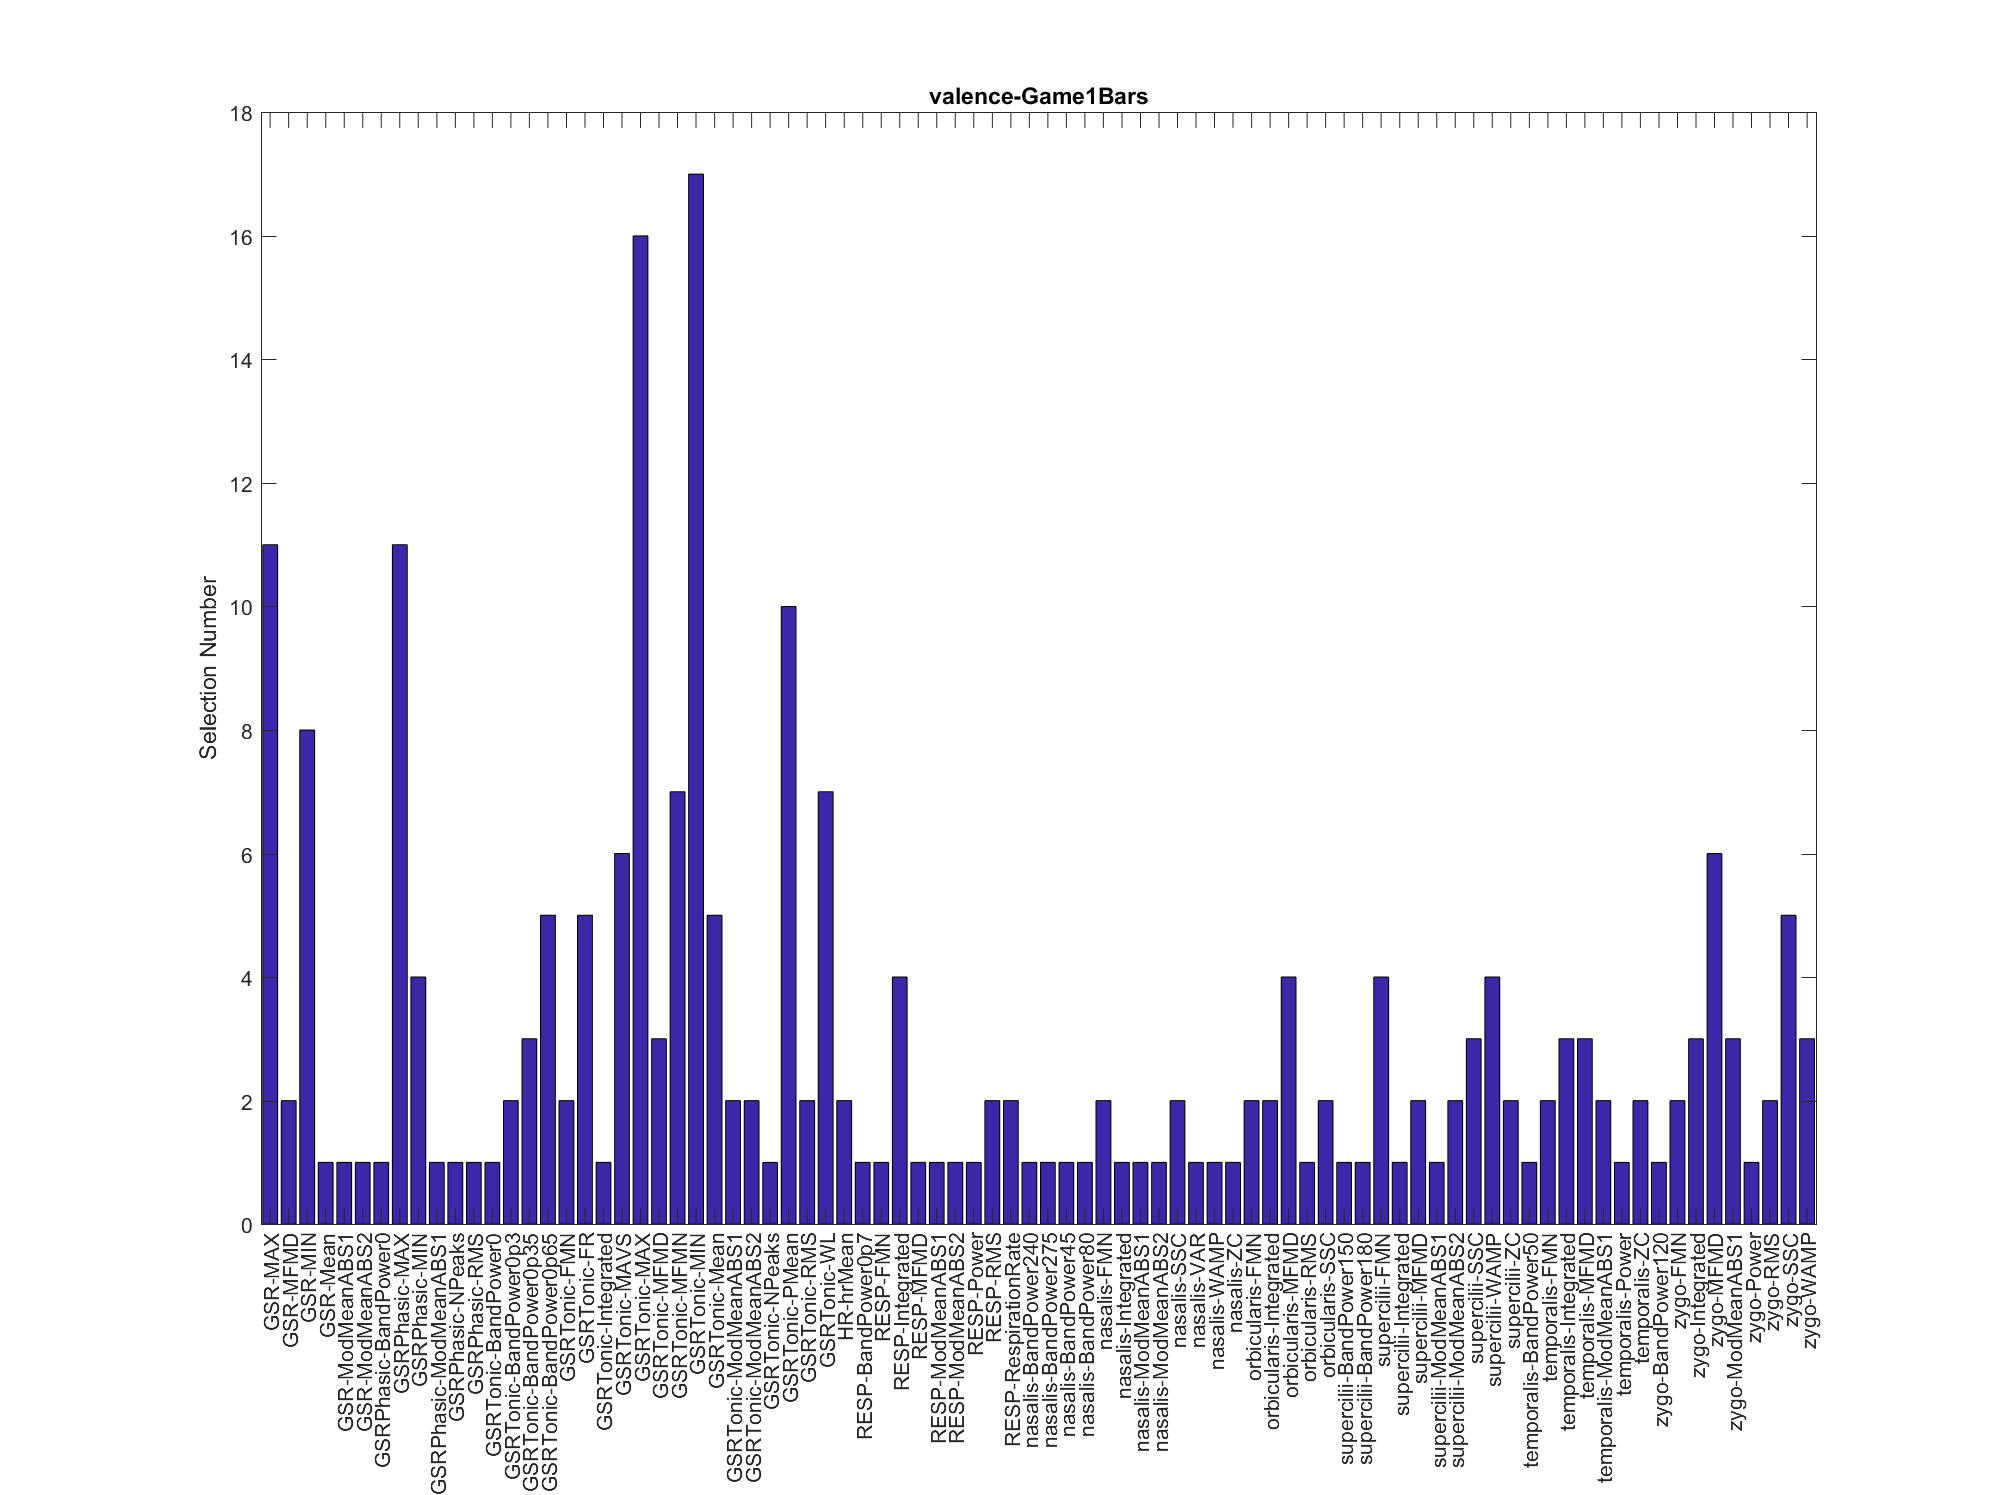 valence-Game1Bars
18
16
14
12
10
8
6
4
2
0
Selection Number
GSR-MAX
GSR-MFMD
GSR-MIN
GSR-Mean
GSR-ModMeanABS1
GSR-ModMeanABS2
GSRPhasic-BandPower0
GSRPhasic-MAX
GSRPhasic-MIN
GSRPhasic-ModMeanABS1
GSRPhasic-NPeaks
GSRPhasic-RMS
GSRTonic-BandPower0
GSRTonic-BandPower0p3
GSRTonic-BandPower0p35
GSRTonic-BandPower0p65
GSRTonic-FMN
GSRTonic-FR
GSRTonic-Integrated
GSRTonic-MAVS
GSRTonic-MAX
GSRTonic-MFMD
GSRTonic-MFMN
GSRTonic-MIN
GSRTonic-Mean
GSRTonic-ModMeanABS1
GSRTonic-ModMeanABS2
GSRTonic-NPeaks
GSRTonic-PMean
GSRTonic-RMS
GSRTonic-WL
HR-hrMean
RESP-BandPower0p7
RESP-FMN
RESP-Integrated
RESP-MFMD
RESP-ModMeanABS1
RESP-ModMeanABS2
RESP-Power
RESP-RMS
RESP-RespirationRate
nasalis-BandPower240
nasalis-BandPower275
nasalis-BandPower45
nasalis-BandPower80
nasalis-FMN
nasalis-Integrated
nasalis-ModMeanABS1
nasalis-ModMeanABS2
nasalis-SSC
nasalis-VAR
nasalis-WAMP
nasalis-ZC
orbicularis-FMN
orbicularis-Integrated
orbicularis-MFMD
orbicularis-RMS
orbicularis-SSC
supercilii-BandPower150
supercilii-BandPower180
supercilii-FMN
supercilii-Integrated
supercilii-MFMD
supercilii-ModMeanABS1
supercilii-ModMeanABS2
supercilii-SSC
supercilii-WAMP
supercilii-ZC
temporalis-BandPower50
temporalis-FMN
temporalis-Integrated
temporalis-MFMD
temporalis-ModMeanABS1
temporalis-Power
temporalis-ZC
zygo-BandPower120
zygo-FMN
zygo-Integrated
zygo-MFMD
zygo-ModMeanABS1
zygo-Power
zygo-RMS
zygo-SSC
zygo-WAMP